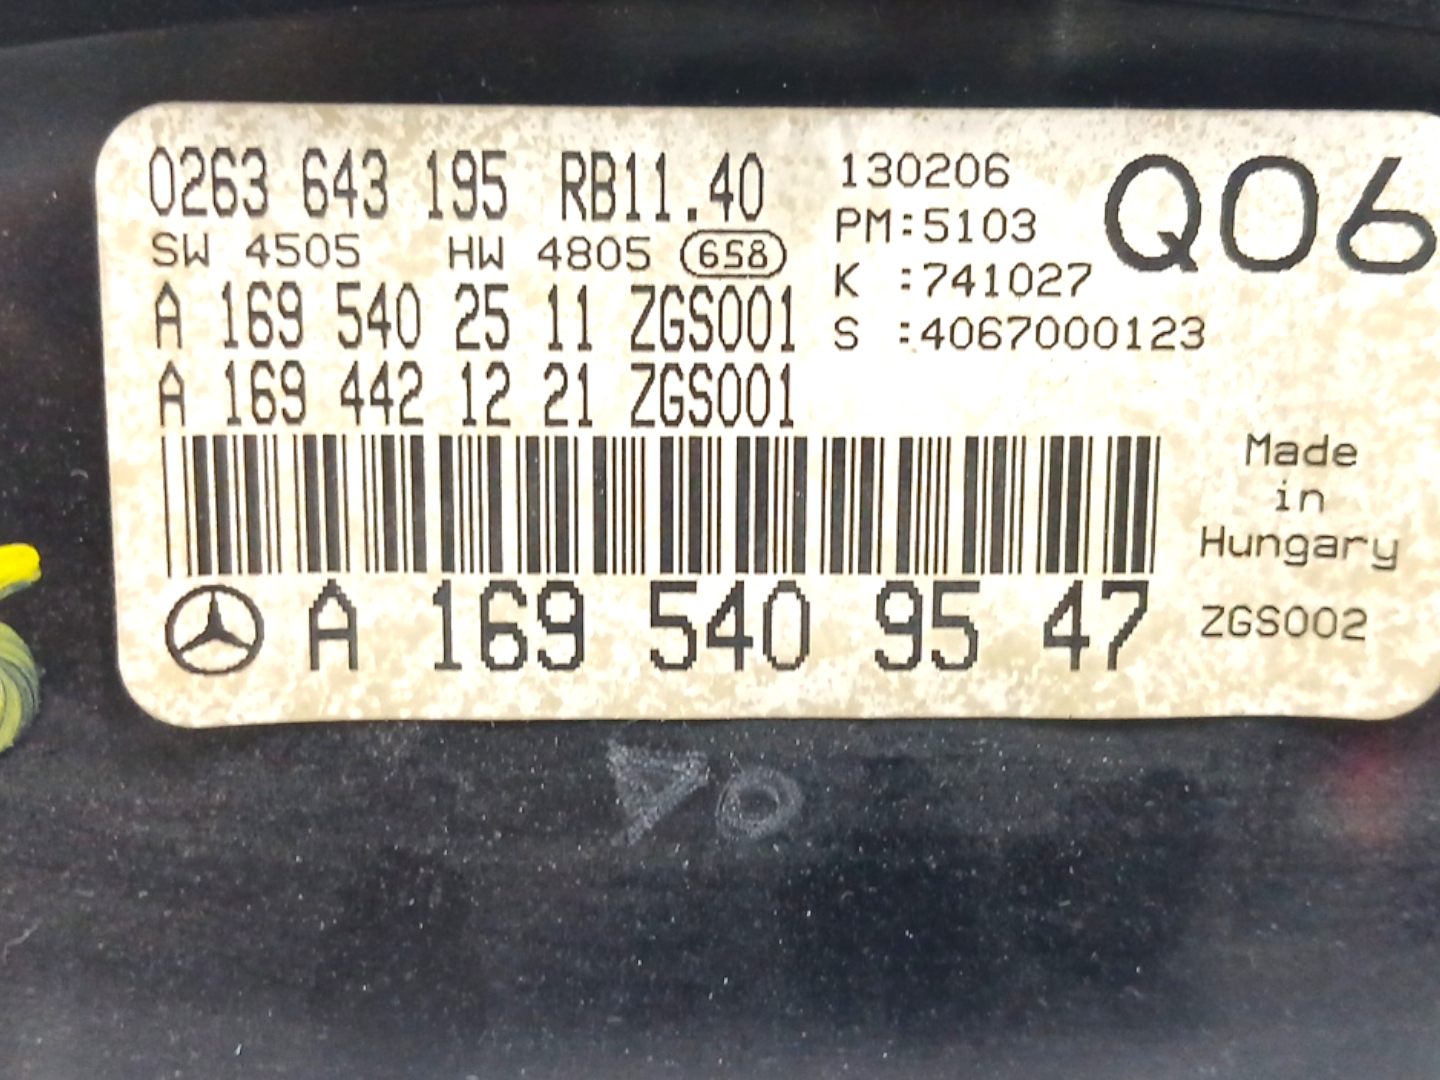 0263 643 195 RB11.40
SW 4505 HW 4805 658
A 169 540 25 11 ZGS001
A 169 442 12 21 ZGS001
130206
PM:5103
K :741027
S :4067000123
Q06
Made
in
Hungary
A 169 540 95 47
ZGS002